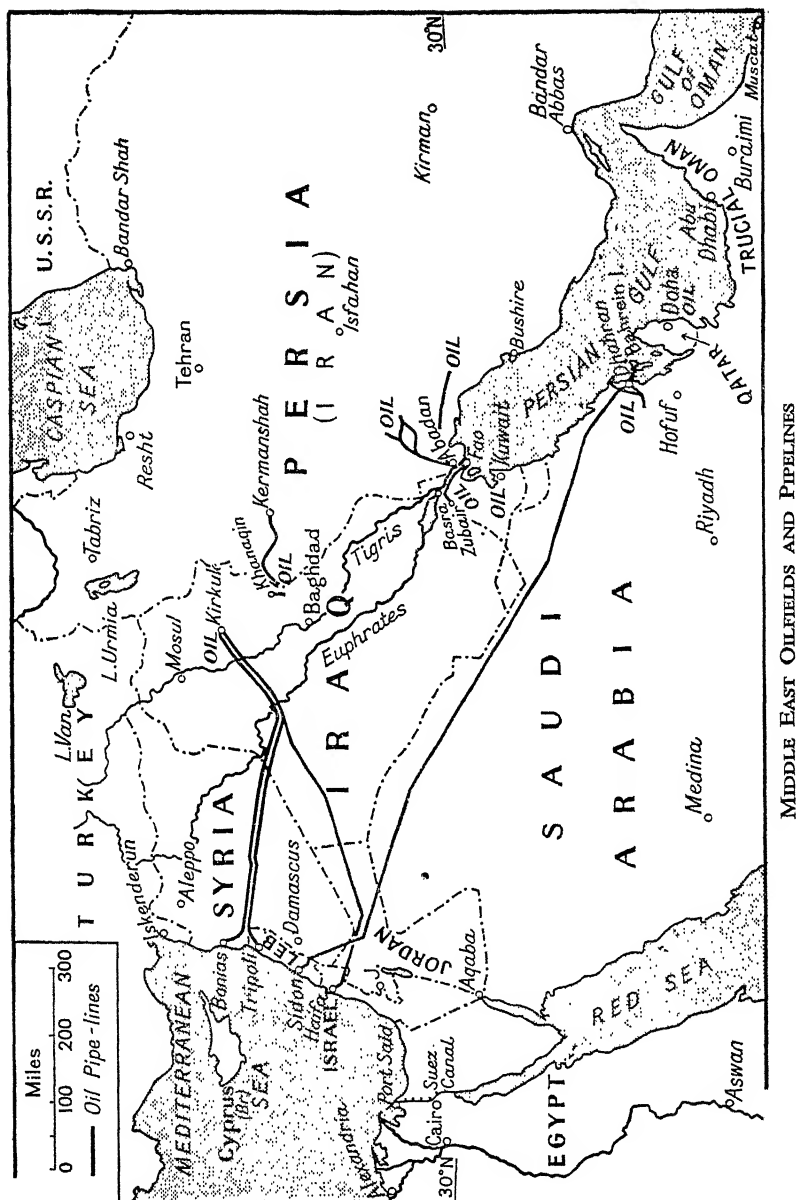 Miles
0 100 200 300
Oil Pipe-lines
TURKEY
L.Van
L.Urmia
Tabriz
CASPIAN
SEA
U.S.S.R.
Bandar Shah
Resht
Tehran
Iskenderun
Aleppo
Mosul
SYRIA
OIL
Kirkuk
Khanaqin
OIL
Kermanshah
PERSIA
(IRAN)
Isfahan
Kirman
30°N
MEDITERRANEAN
SEA
Cyprus
(Br)
Banias
Tripoli
LEB
Damascus
Sidon
Haifa
ISRAEL
J.
JORDAN
IRAQ
Baghdad
Tigris
Euphrates
Basra
Zubair
OIL
Abadan
OIL
OIL
Fao
Kuwait
OIL
Bushire
Bandar
Abbas
PERSIAN
GULF
GULF
OF
OMAN
Muscat
Alexandria
Port Said
Cairo
Suez
Canal
30°N
EGYPT
Aswan
Aqaba
RED SEA
SAUDI
ARABIA
Medina
Riyadh
Hofuf
OIL
Dhahran
Bahrein I.
Doha
OIL
QATAR
Abu
Dhabi
TRUCIAL OMAN
Buraimi
MIDDLE EAST OILFIELDS AND PIPELINES